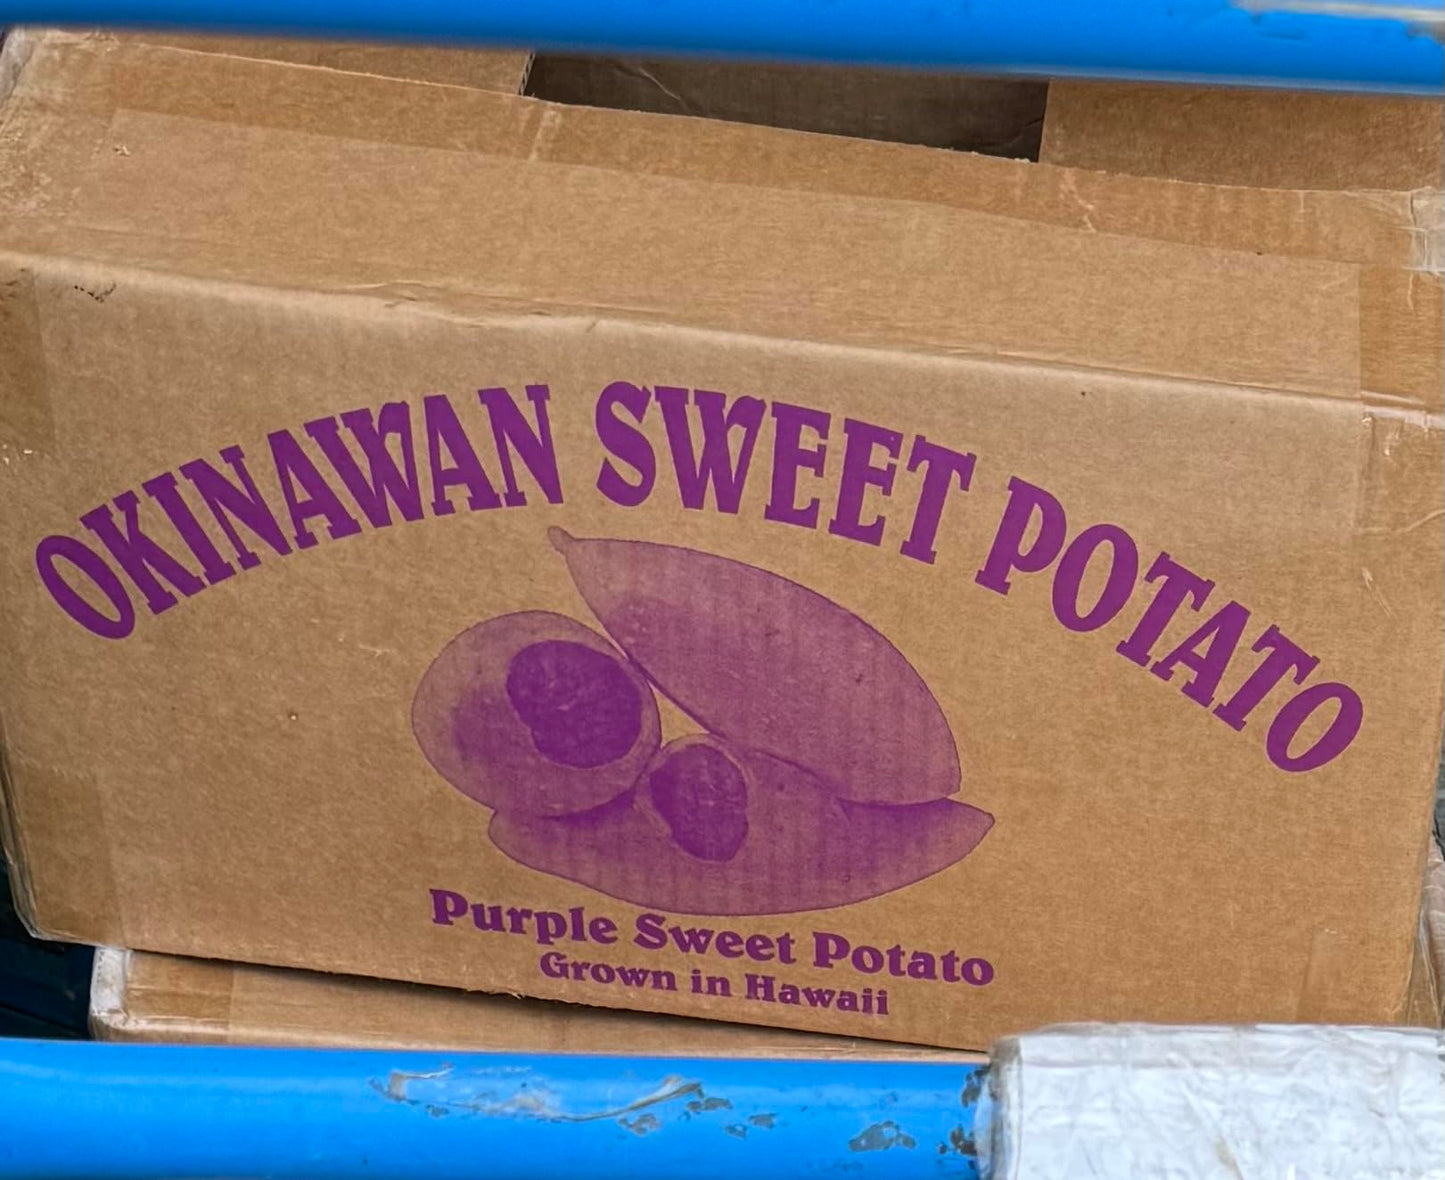 OKINAWAN SWEET POTATO
Purple Sweet Potato
Grown in Hawaii